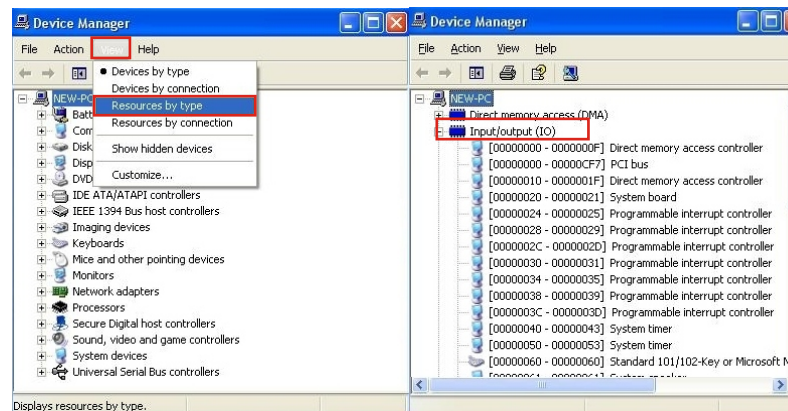 Device Manager
File Action View Help
Devices by type
Devices by connection
Resources by type
Resources by connection
Show hidden devices
Customize...
NEW-PC
Batt
Com
Disk
Disp
DVD
IDE ATA/ATAPI controllers
IEEE 1394 Bus host controllers
Imaging devices
Keyboards
Mice and other pointing devices
Monitors
Network adapters
Processors
Secure Digital host controllers
Sound, video and game controllers
System devices
Universal Serial Bus controllers
Displays resources by type.
Device Manager
File Action View Help
NEW-PC
Direct memory access (DMA)
Input/output (IO)
[00000000 - 0000000F] Direct memory access controller
[00000000 - 00000CF7] PCI bus
[00000010 - 0000001F] Direct memory access controller
[00000020 - 00000021] System board
[00000024 - 00000025] Programmable interrupt controller
[00000028 - 00000029] Programmable interrupt controller
[0000002C - 0000002D] Programmable interrupt controller
[00000030 - 00000031] Programmable interrupt controller
[00000034 - 00000035] Programmable interrupt controller
[00000038 - 00000039] Programmable interrupt controller
[0000003C - 0000003D] Programmable interrupt controller
[00000040 - 00000043] System timer
[00000050 - 00000053] System timer
[00000060 - 00000060] Standard 101/102-Key or Microsoft N
[00000061 - 00000061] System speaker